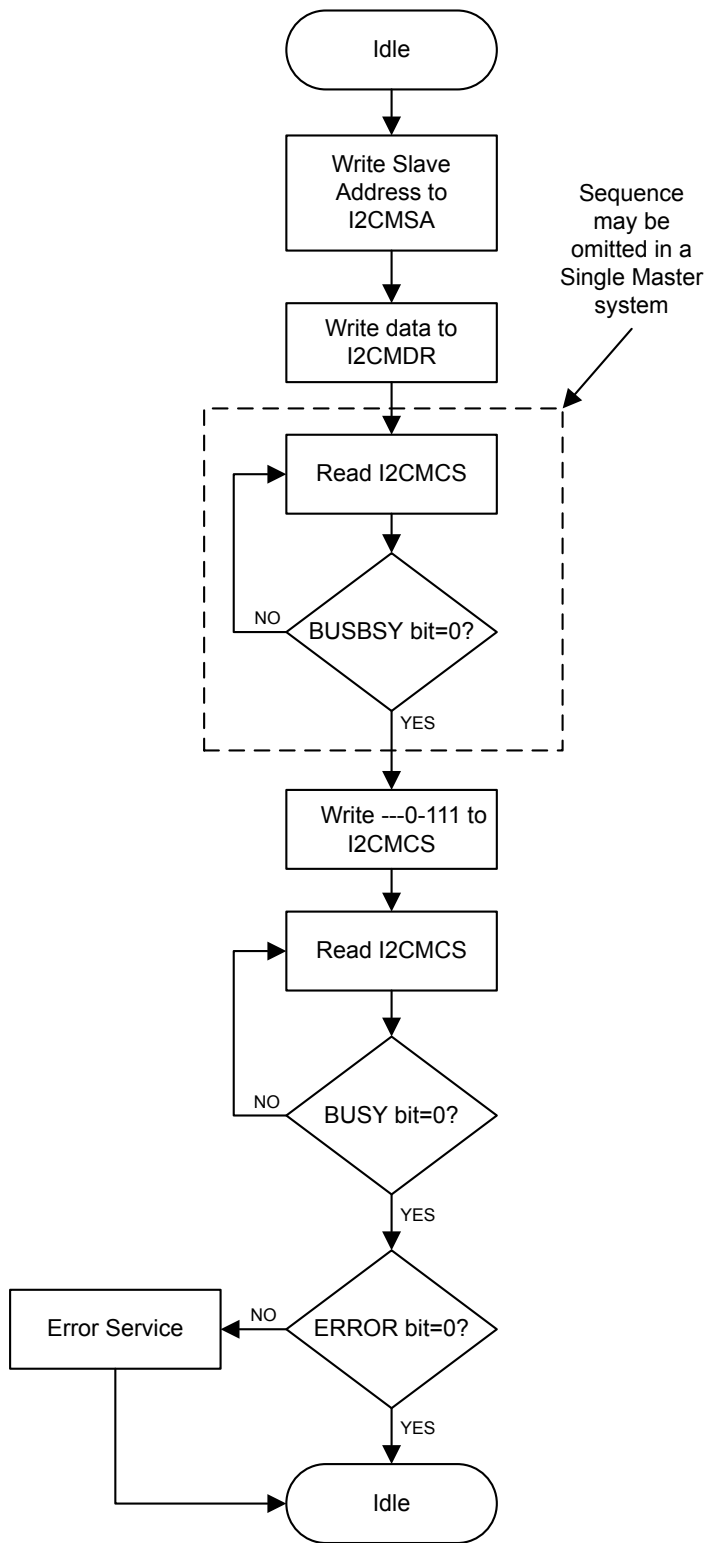 Idle
Write Slave
Address to
I2CMSA
Sequence
may be
omitted in a
Single Master
system
Write data to
I2CMDR
Read I2CMCS
NO
BUSBSY bit=0?
YES
Write ---0-111 to
I2CMCS
Read I2CMCS
NO
BUSY bit=0?
YES
Error Service
NO
ERROR bit=0?
YES
Idle